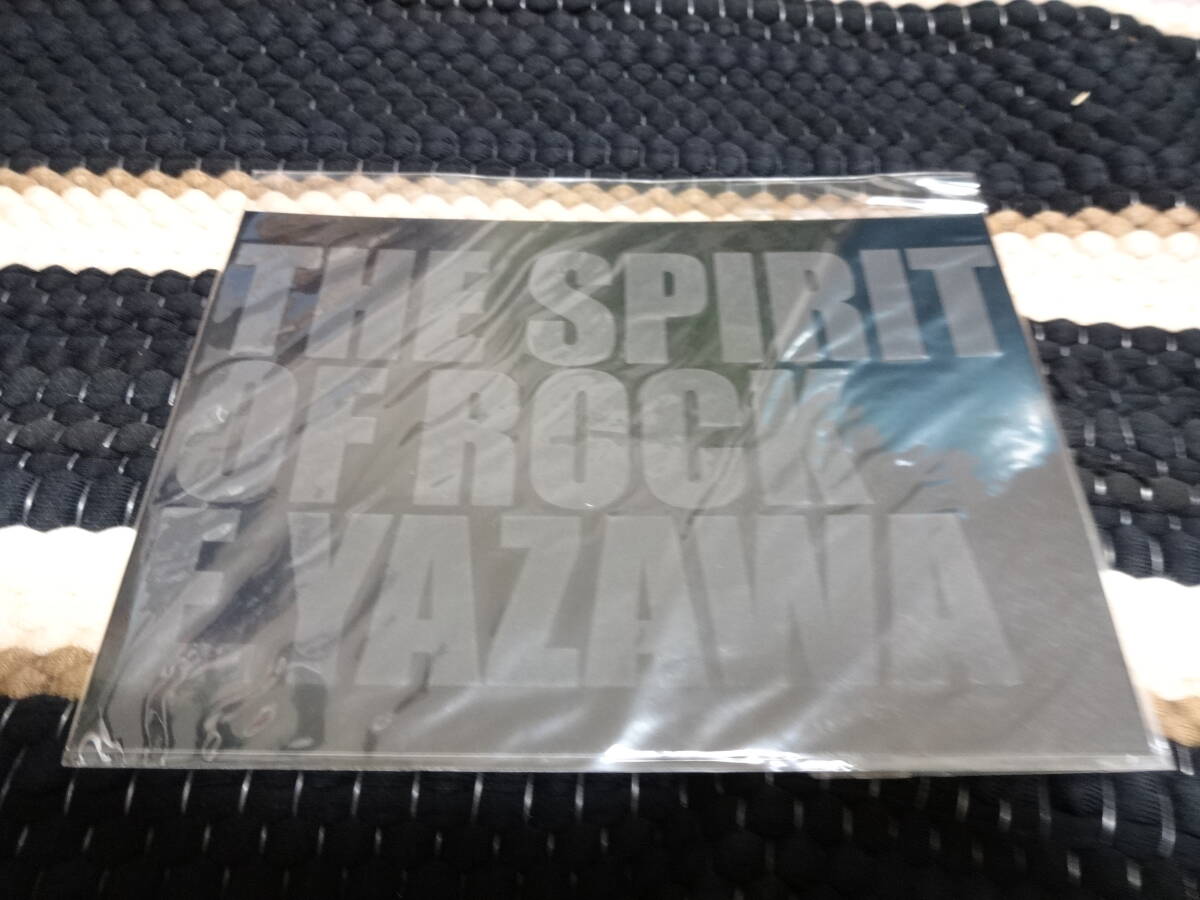 THE SPIRIT
OF ROCK
E YAZAWA